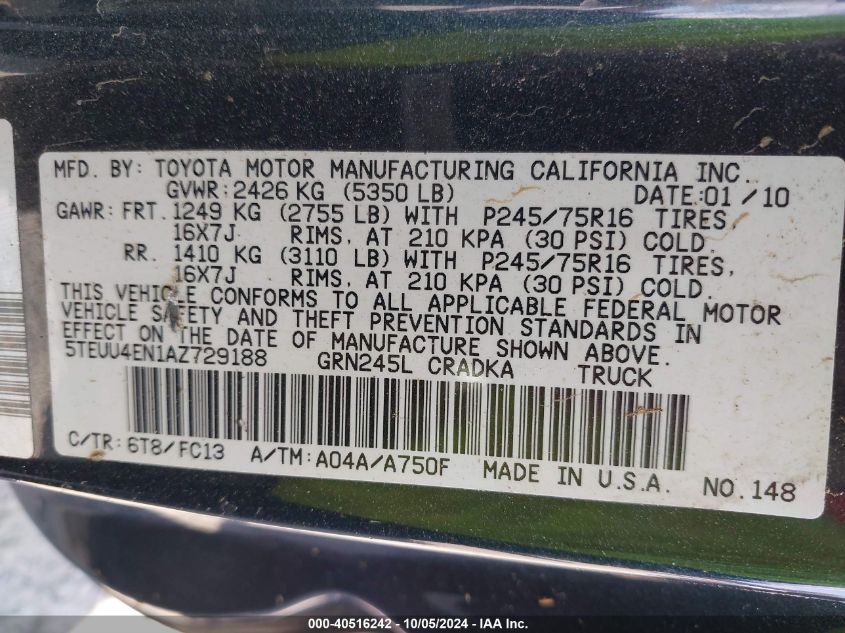 MFD. BY: TOYOTA MOTOR MANUFACTURING CALIFORNIA INC.
GVWR:2426 KG (5350 LB) DATE:01/10
GAWR: FRT. 1249 KG (2755 LB) WITH P245/75R16 TIRES,
16X7J RIMS, AT 210 KPA (30 PSI) COLD.
RR. 1410 KG (3110 LB) WITH P245/75R16 TIRES,
16X7J RIMS, AT 210 KPA (30 PSI) COLD.
THIS VEHICLE CONFORMS TO ALL APPLICABLE FEDERAL MOTOR
VEHICLE SAFETY AND THEFT PREVENTION STANDARDS IN
EFFECT ON THE DATE OF MANUFACTURE SHOWN ABOVE.
5TEUU4EN1AZ729188 GRN245L CRADKA TRUCK
C/TR: 6T8/FC13 A/TM: A04A/A750F MADE IN U.S.A. NO.148
000-40516242 - 10/05/2024 - IAA Inc.